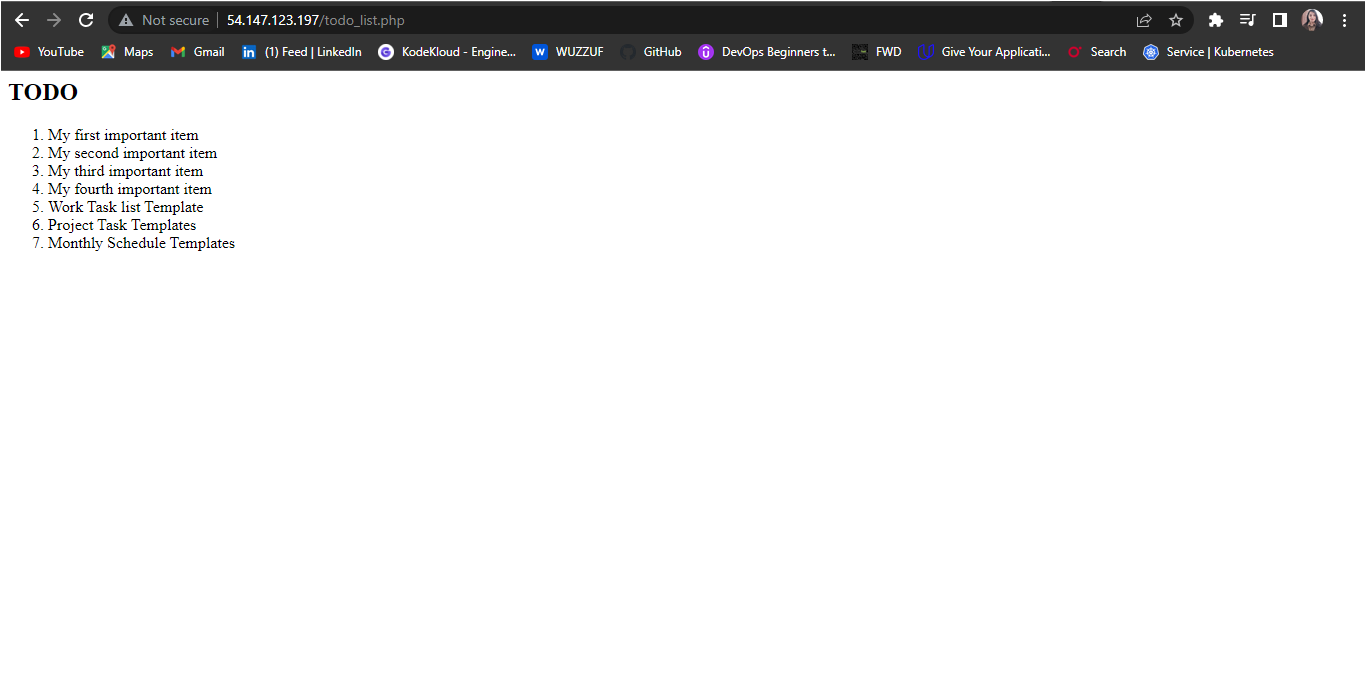 Not secure | 54.147.123.197/todo_list.php
YouTube Maps Gmail (1) Feed | LinkedIn KodeKloud - Engine... WUZZUF GitHub DevOps Beginners t... FWD Give Your Applicati... Search Service | Kubernetes
TODO
1. My first important item
2. My second important item
3. My third important item
4. My fourth important item
5. Work Task list Template
6. Project Task Templates
7. Monthly Schedule Templates